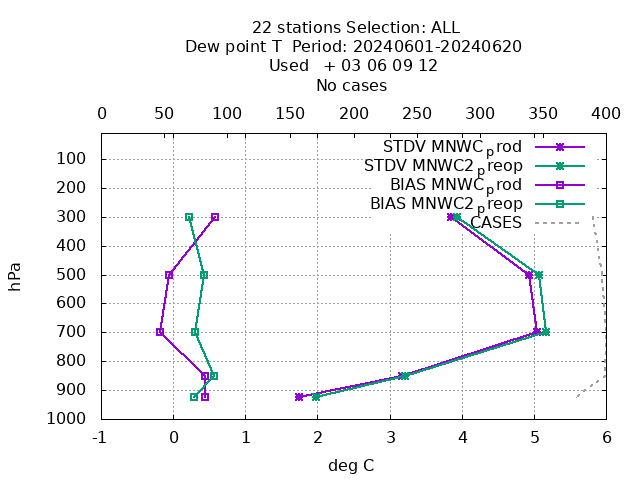 22 stations Selection: ALL
Dew point T  Period: 20240601-20240620
Used   + 03 06 09 12
No cases
0 50 100 150 200 250 300 350 400
STDV MNWC_prod
STDV MNWC2_preop
BIAS MNWC_prod
BIAS MNWC2_preop
CASES
hPa
100
200
300
400
500
600
700
800
900
1000
-1 0 1 2 3 4 5 6
deg C